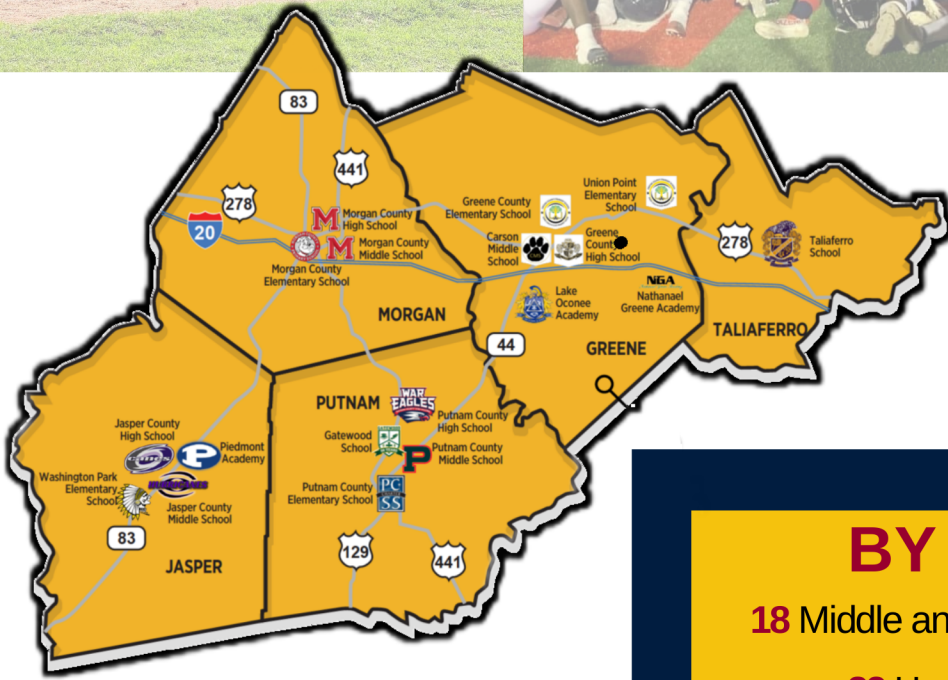 83
441
278
20
M Morgan County
High School
M Morgan County
Middle School
Morgan County
Elementary School
MORGAN
Greene County
Elementary School
Union Point
Elementary
School
Carson
Middle
School
Greene
County
High School
Lake
Oconee
Academy
NGA
Nathanael
Greene Academy
44
GREENE
278
Taliaferro
School
TALIAFERRO
PUTNAM
WAR
EAGLES
Putnam County
High School
Gatewood
School
P Putnam County
Middle School
Putnam County
Elementary School
PC
SS
129
441
Jasper County
High School
P Piedmont
Academy
Washington Park
Elementary
School
HURRICANES
Jasper County
Middle School
83
JASPER
BY
18 Middle an